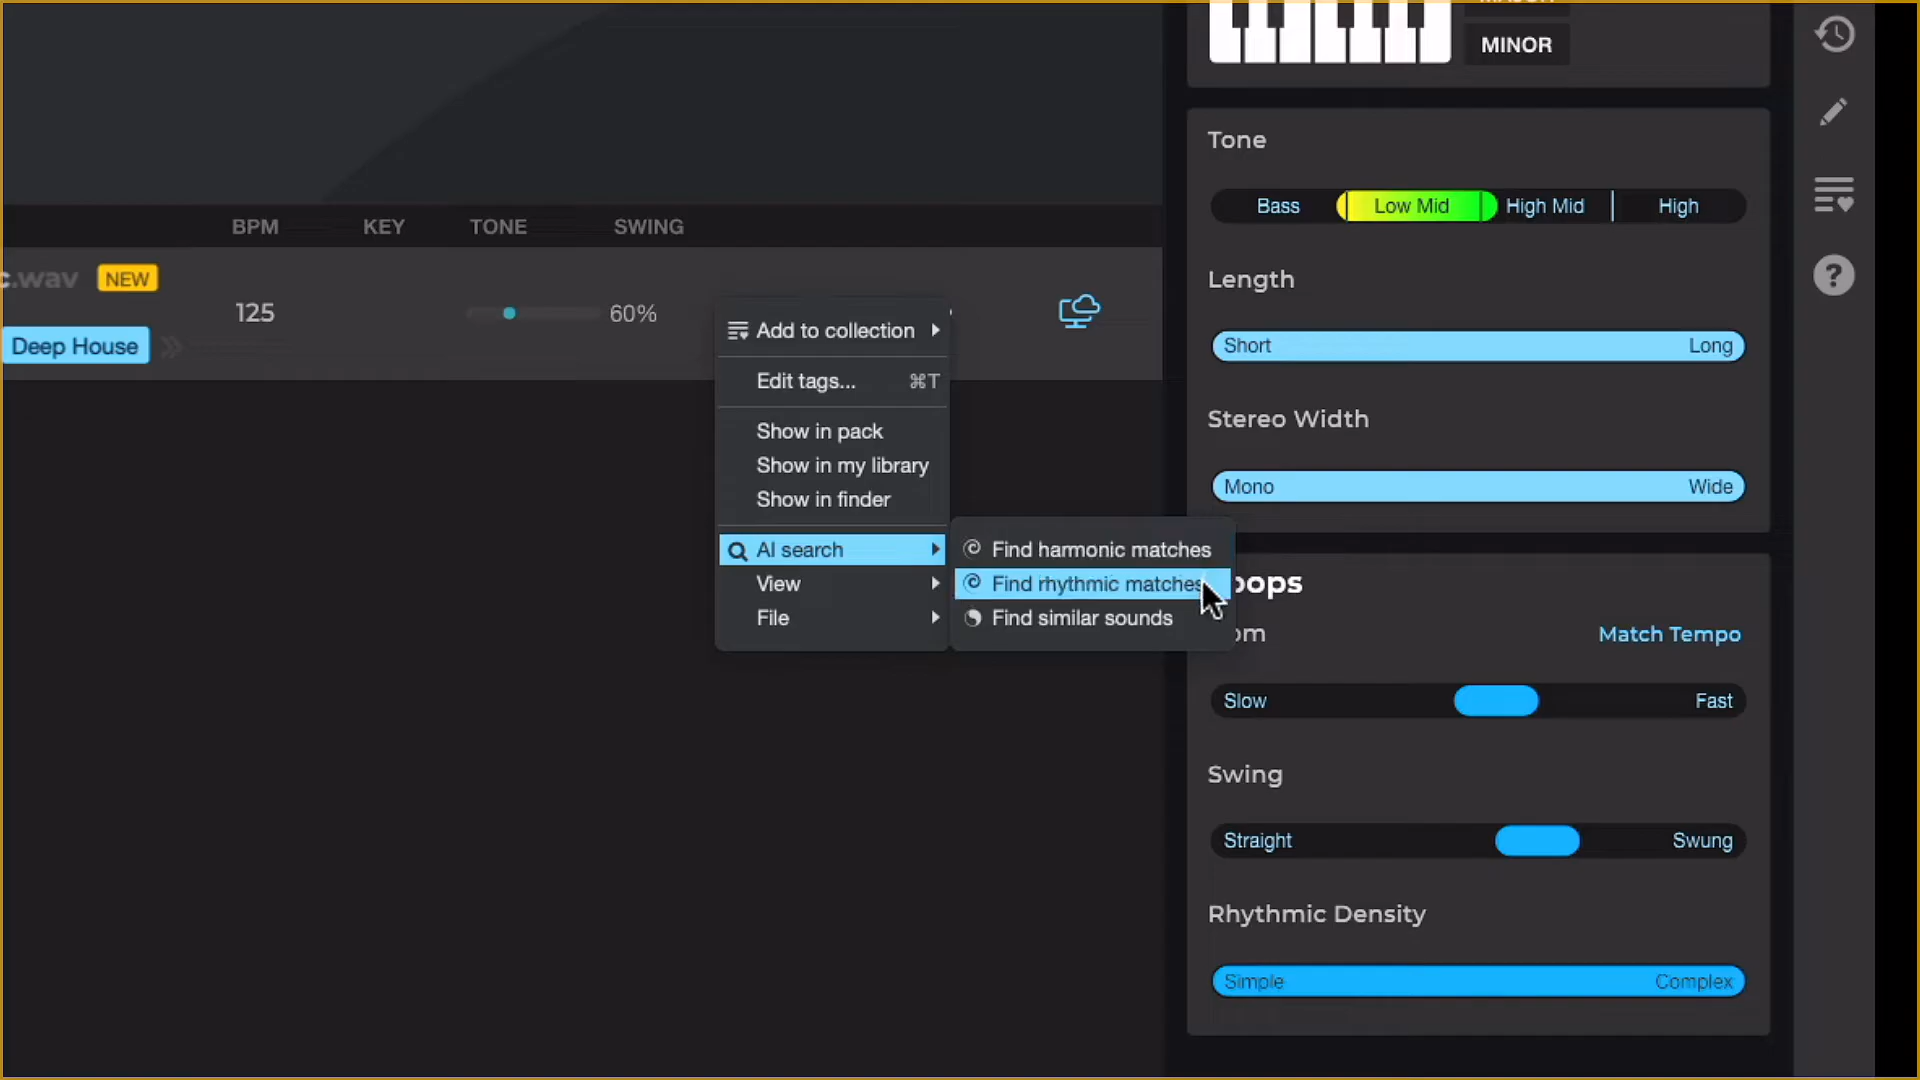 MINOR
Tone
Bass Low Mid High Mid High
Length
Short Long
Stereo Width
Mono Wide
BPM KEY TONE SWING
c.wav NEW
125 60%
Deep House
Add to collection
Edit tags... ⌘T
Show in pack
Show in my library
Show in finder
AI search
View
File
Find harmonic matches
Find rhythmic matches
Find similar sounds
oops
om Match Tempo
Slow Fast
Swing
Straight Swung
Rhythmic Density
Simple Complex
?